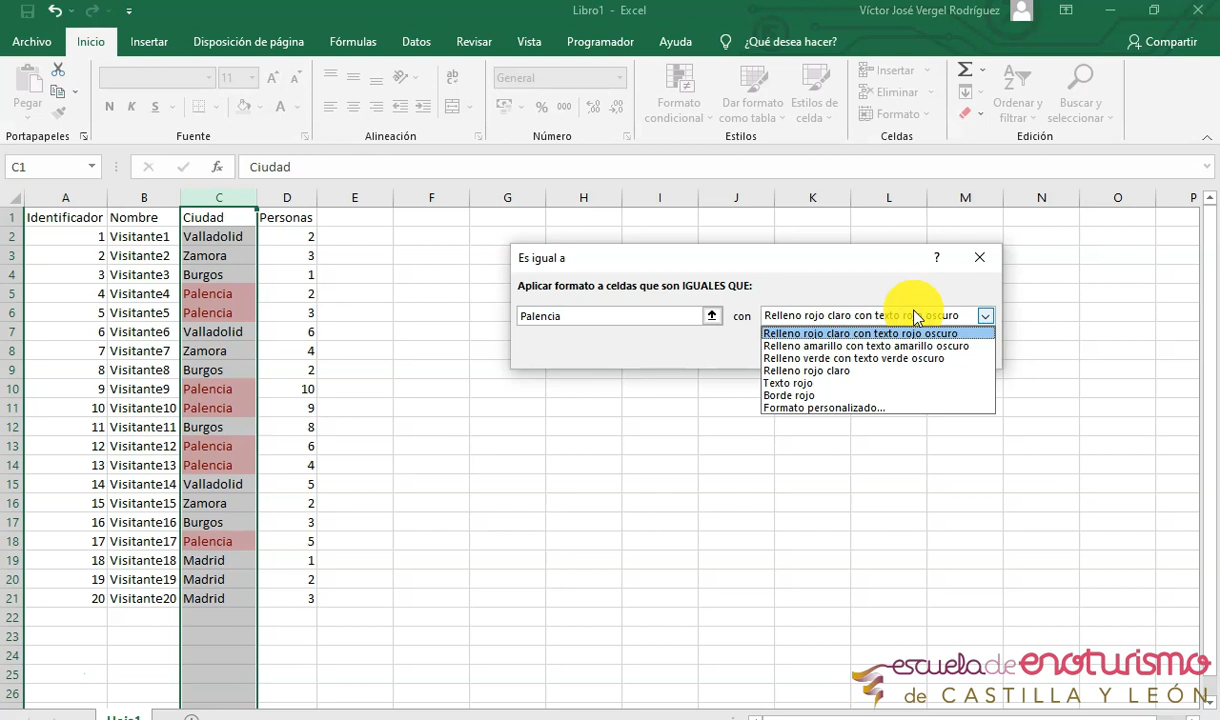 Libro1 - Excel
Víctor José Vergel Rodríguez
Archivo Inicio Insertar Disposición de página Fórmulas Datos Revisar Vista Programador Ayuda ¿Qué desea hacer? Compartir
Pegar
Portapapeles
11
N K S
A
Fuente
ab
Alineación
General
% 000
Número
Formato condicional
Dar formato como tabla
Estilos de celda
Estilos
Insertar
Eliminar
Formato
Celdas
Ordenar y filtrar
Buscar y seleccionar
Edición
C1 fx Ciudad
A B C D E F G H I J K L M N O P
1 Identificador Nombre Ciudad Personas
2 1 Visitante1 Valladolid 2
3 2 Visitante2 Zamora 3
4 3 Visitante3 Burgos 1
5 4 Visitante4 Palencia 2
6 5 Visitante5 Palencia 3
7 6 Visitante6 Valladolid 6
8 7 Visitante7 Zamora 4
9 8 Visitante8 Burgos 2
10 9 Visitante9 Palencia 10
11 10 Visitante10 Palencia 9
12 11 Visitante11 Burgos 8
13 12 Visitante12 Palencia 6
14 13 Visitante13 Palencia 4
15 14 Visitante14 Valladolid 5
16 15 Visitante15 Zamora 2
17 16 Visitante16 Burgos 3
18 17 Visitante17 Palencia 5
19 18 Visitante18 Madrid 1
20 19 Visitante19 Madrid 2
21 20 Visitante20 Madrid 3
22
23
24
25
26
Es igual a ?
Aplicar formato a celdas que son IGUALES QUE:
Palencia con Relleno rojo claro con texto rojo oscuro
Relleno rojo claro con texto rojo oscuro
Relleno amarillo con texto amarillo oscuro
Relleno verde con texto verde oscuro
Relleno rojo claro
Texto rojo
Borde rojo
Formato personalizado...
escuela de enoturismo
de CASTILLA Y LEÓN
Hoja1